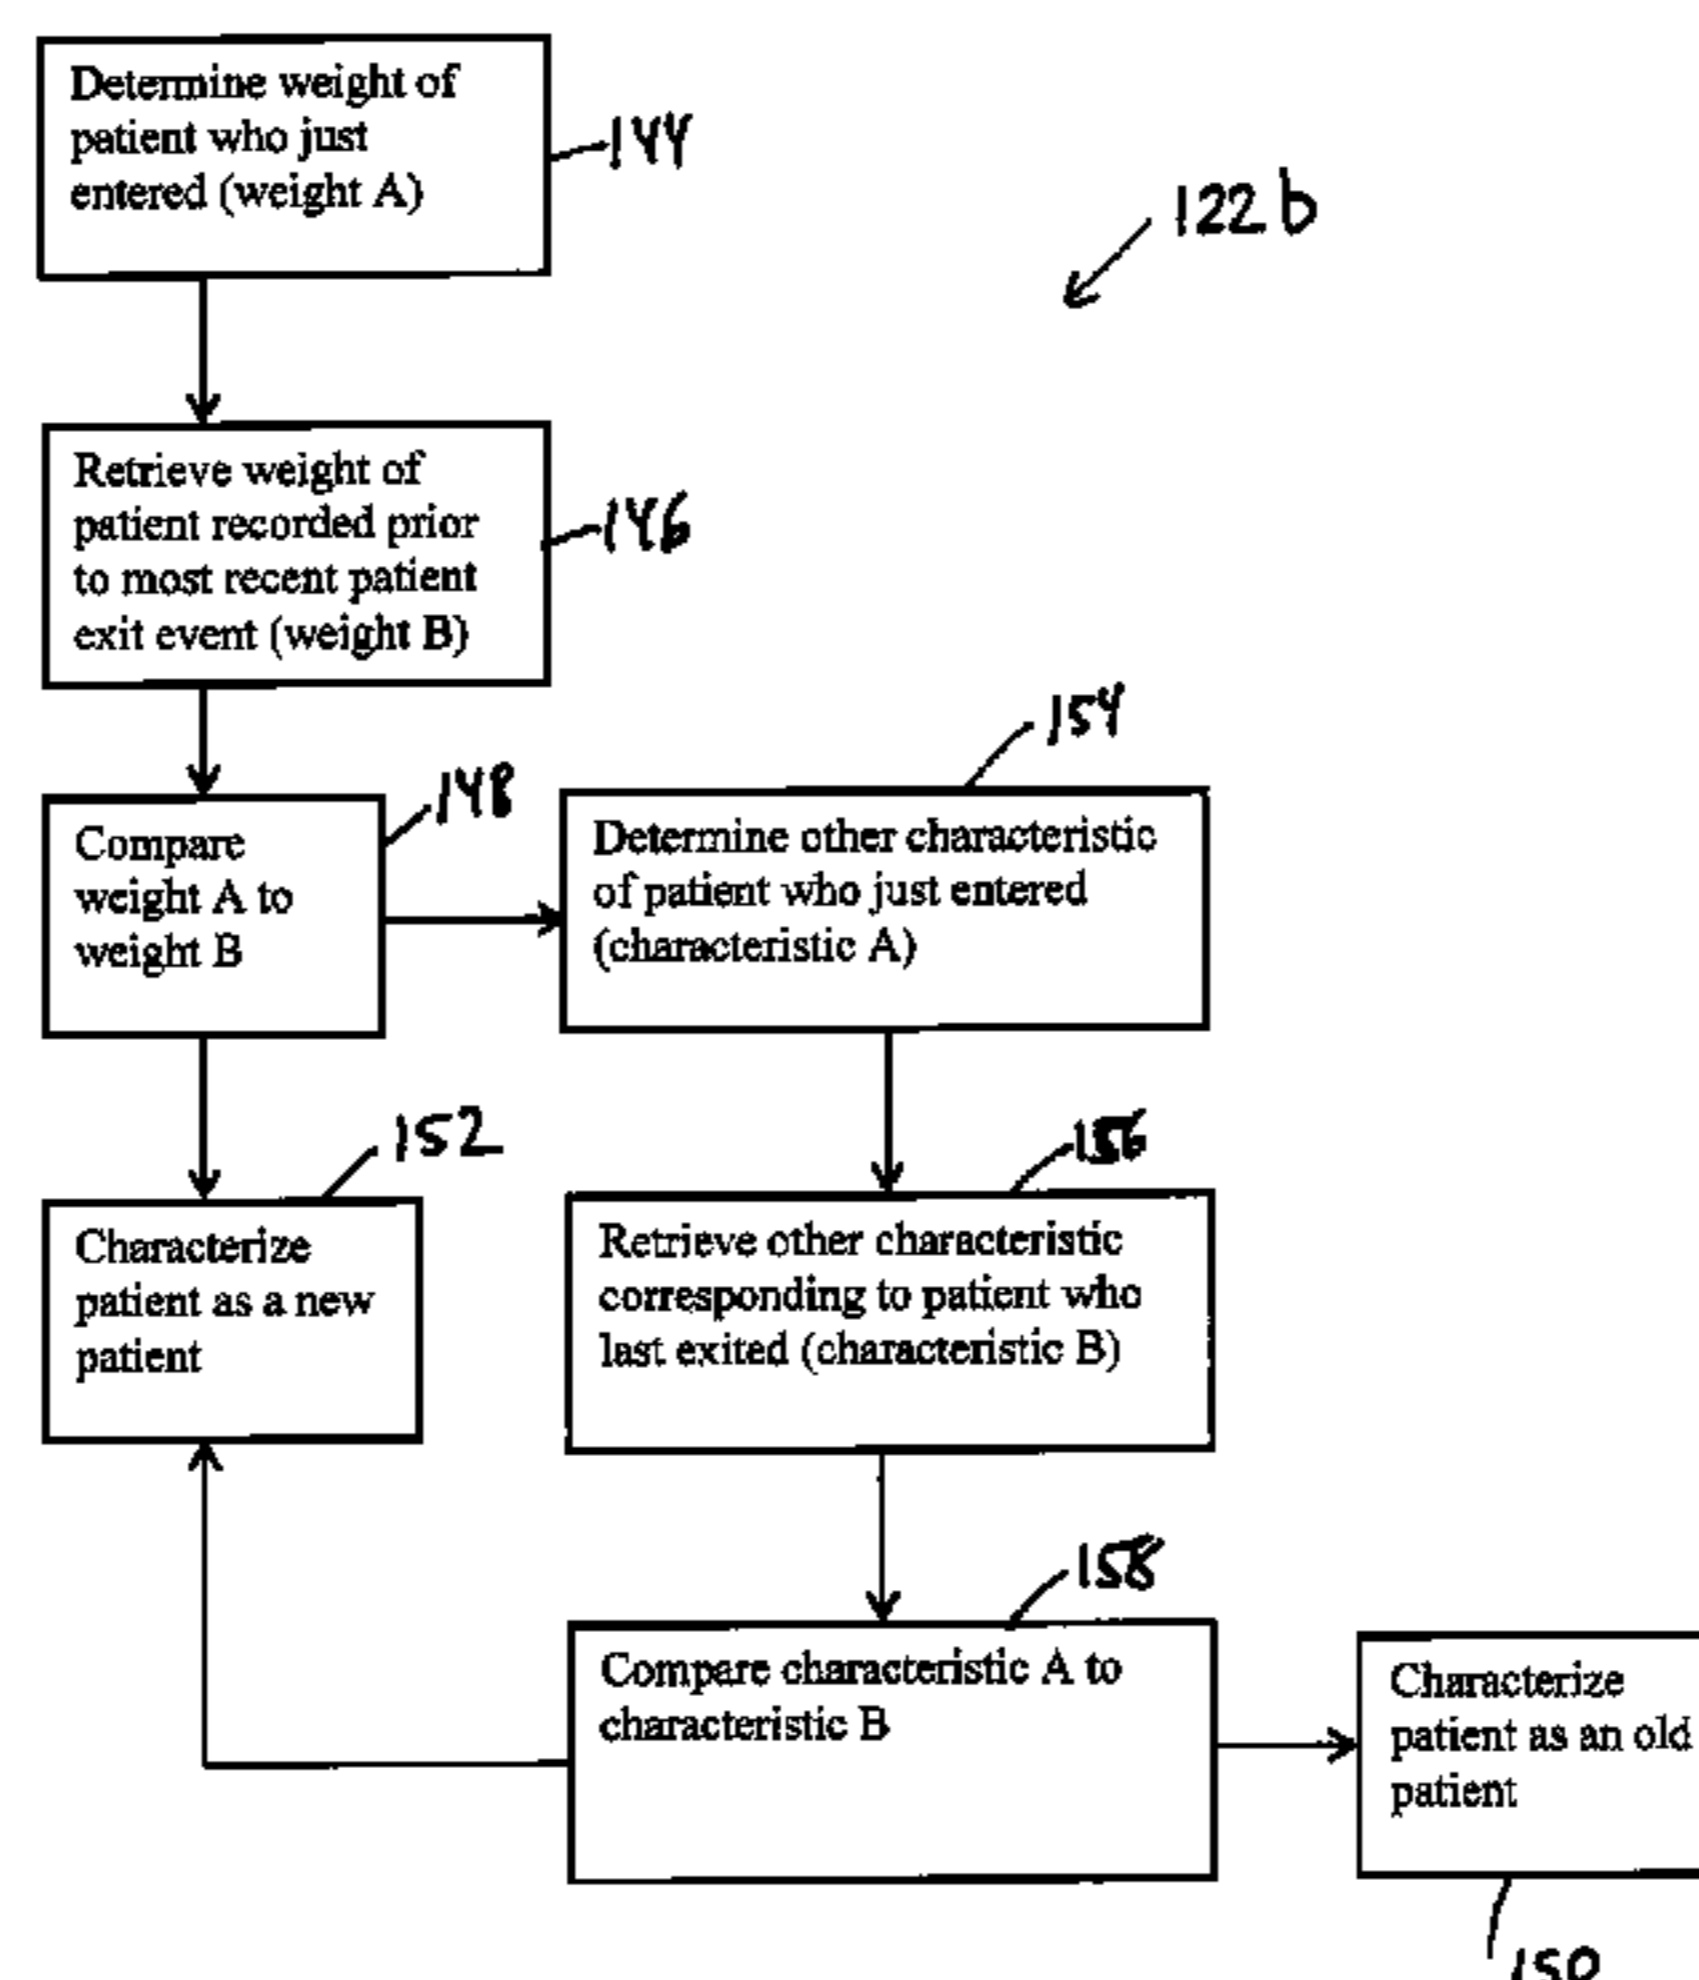 Determine weight of
patient who just
entered (weight A)
144
122b
Retrieve weight of
patient recorded prior
to most recent patient
exit event (weight B)
146
154
148
Compare
weight A to
weight B
Determine other characteristic
of patient who just entered
(characteristic A)
152
156
Characterize
patient as a new
patient
Retrieve other characteristic
corresponding to patient who
last exited (characteristic B)
158
Compare characteristic A to
characteristic B
Characterize
patient as an old
patient
150